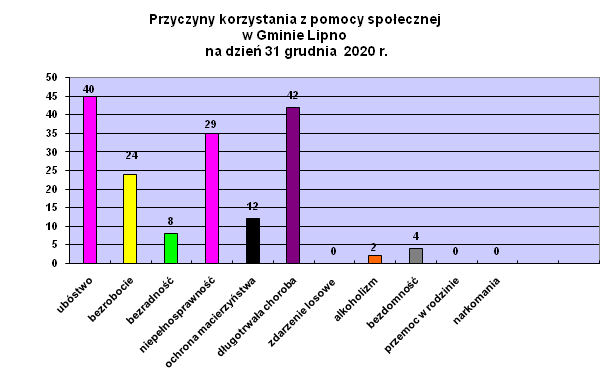 Przyczyny korzystania z pomocy społecznej
w Gminie Lipno
na dzień 31 grudnia 2020 r.
50
45
40
35
30
25
20
15
10
5
0
40
24
8
29
12
42
0
2
4
0
0
ubóstwo
bezrobocie
bezradność
niepełnosprawność
ochrona macierzyństwa
długotrwała choroba
zdarzenie losowe
alkoholizm
bezdomność
przemoc w rodzinie
narkomania